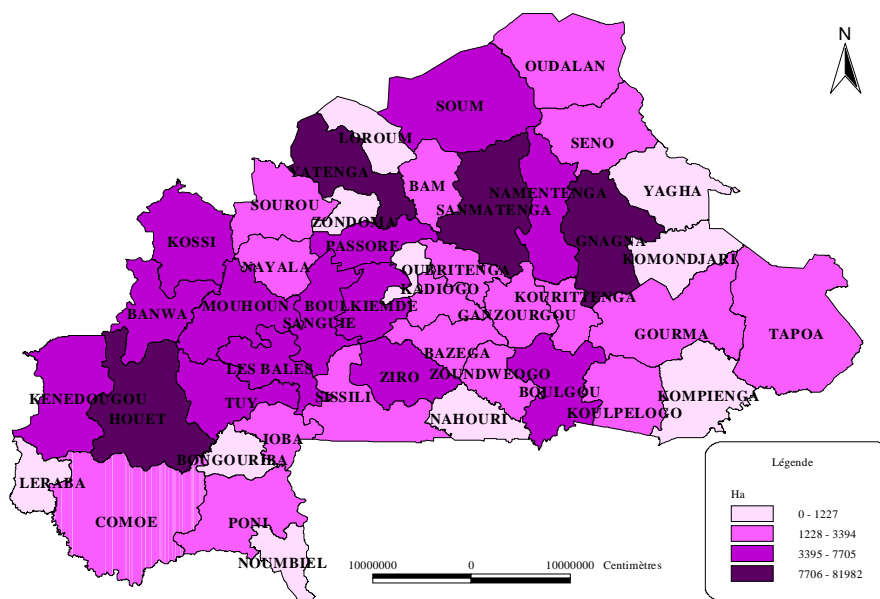 N
OUDALAN
SOUM
LOROUM
SENO
YATENGA
BAM
NAMENTENGA
YAGHA
SOUROU
SANMATENGA
ZONDOMA
KOSSI
PASSORE
GNAGNA
KOMONDJARI
NAYALA
OUBRITENGA
KADIOGO
KOURITTENGA
BANWA
MOUHOUN
BOULKIEMDE
GANZOURGOU
SANGUIE
GOURMA
TAPOA
BAZEGA
LES BALES
ZIRO
ZOUNDWEOGO
KENEDOUGOU
TUY
SISSILI
BOULGOU
KOMPIENGA
HOUET
NAHOURI
KOULPELOGO
IOBA
BOUGOURIBA
LERABA
COMOE
PONI
NOUMBIEL
10000000 0 10000000 Centimètres
Légende
Ha
0 - 1227
1228 - 3394
3395 - 7705
7706 - 81982